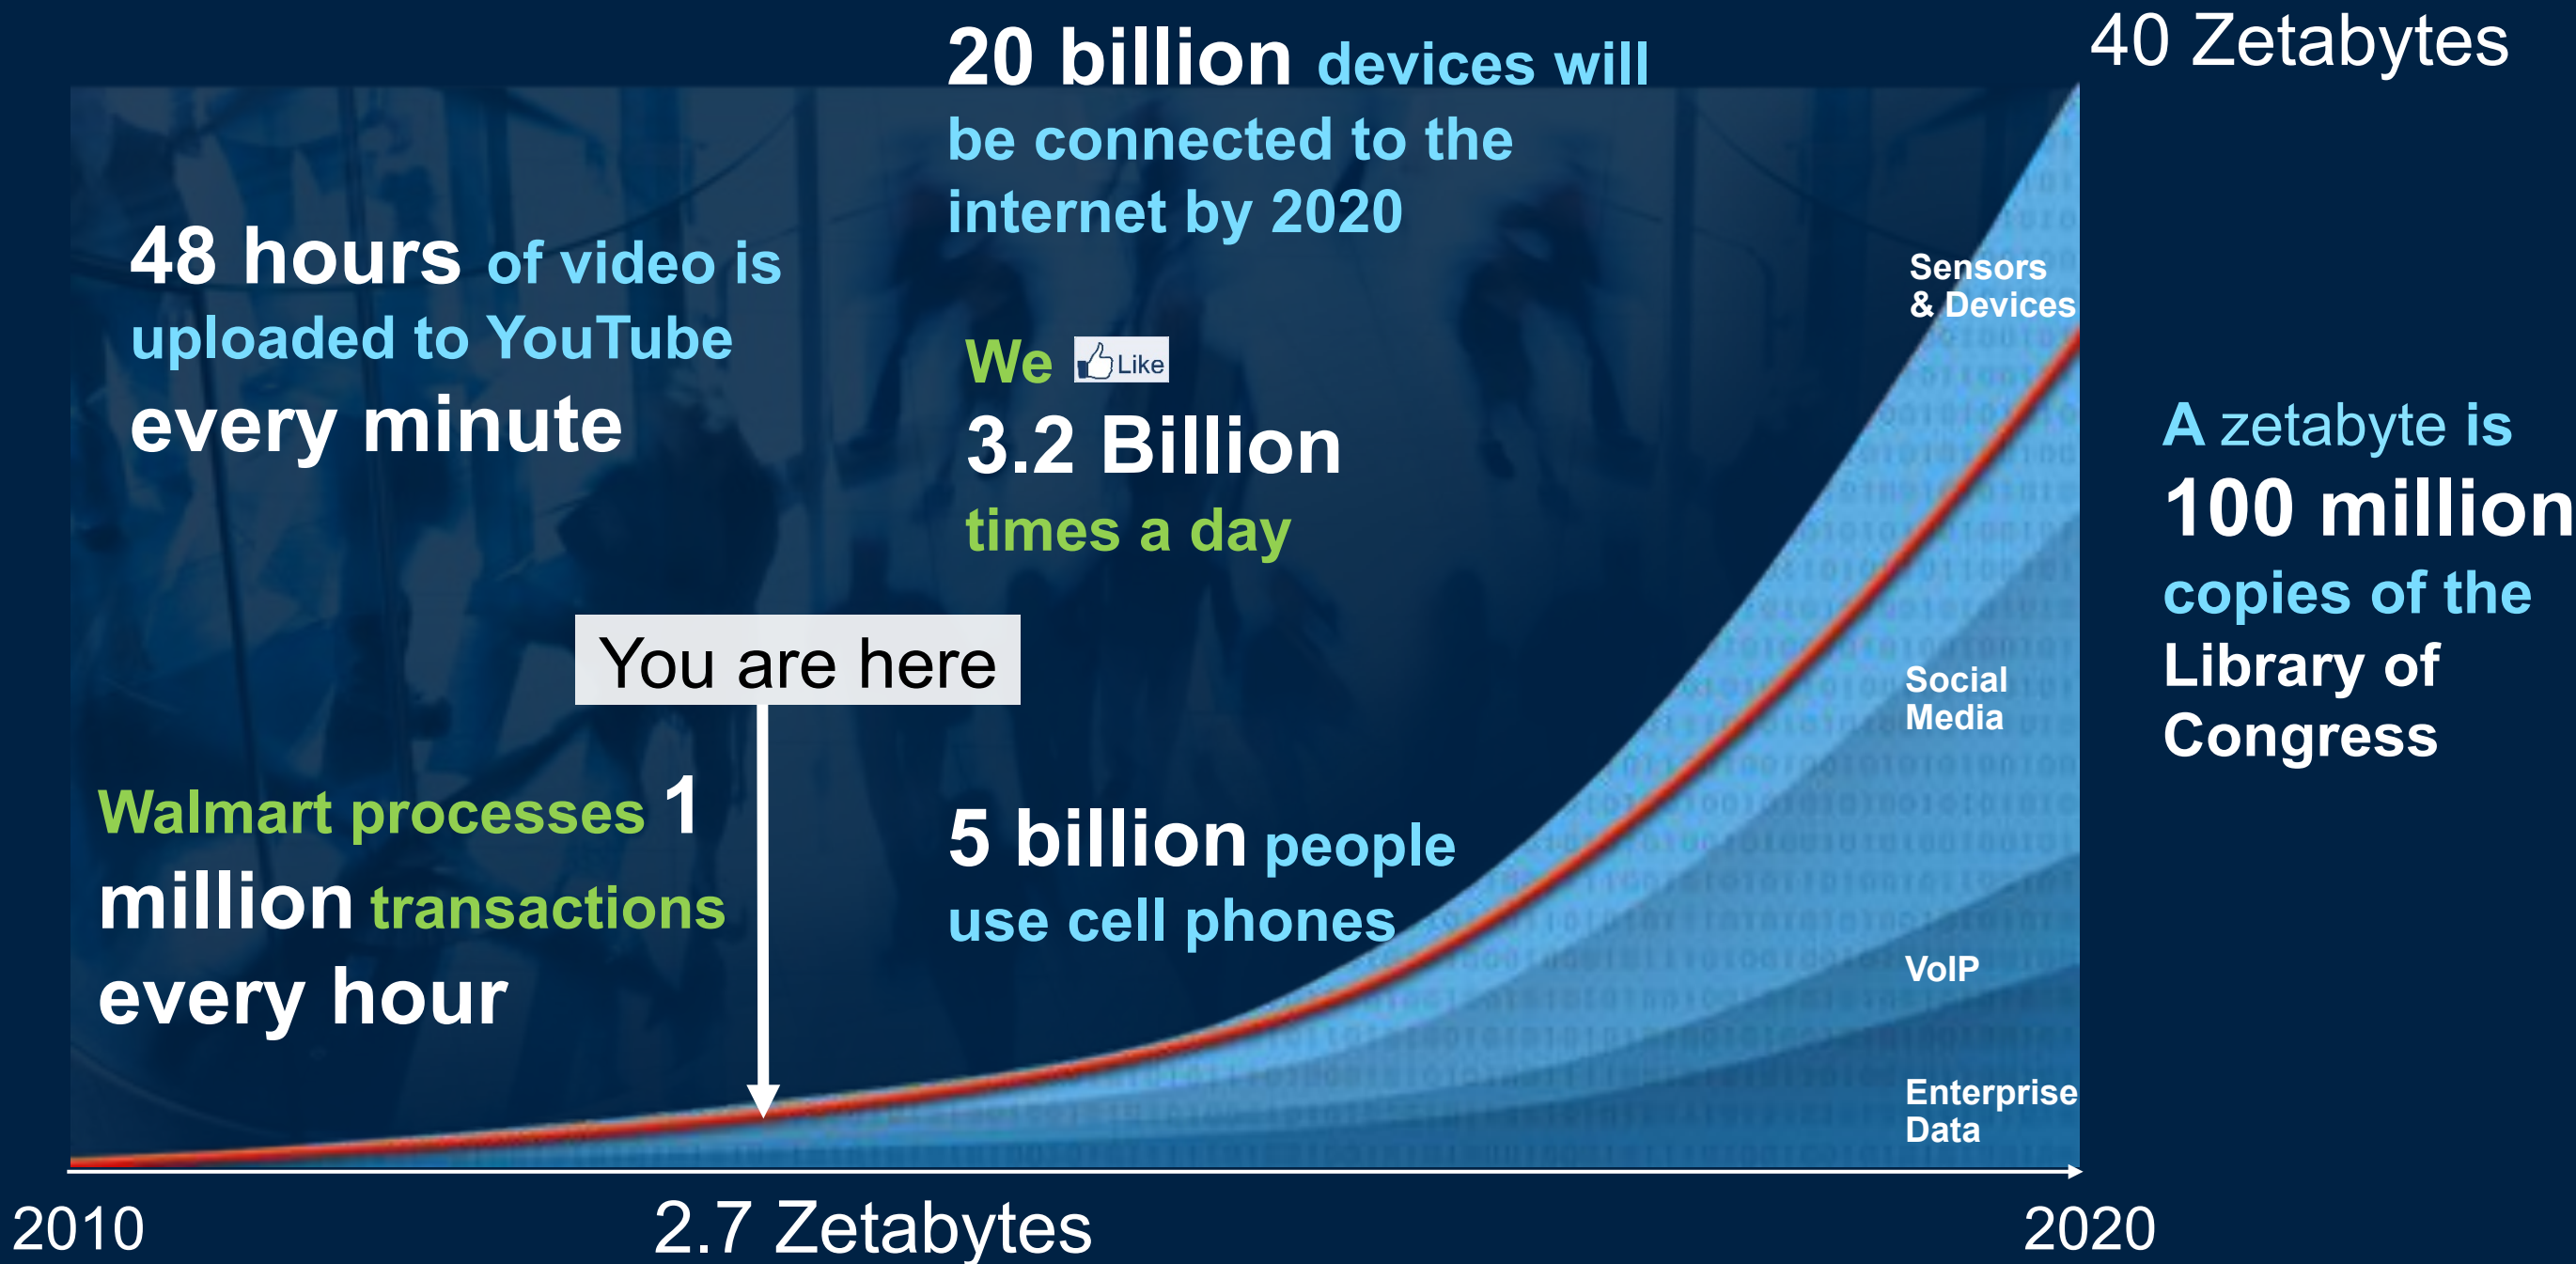 20 billion devices will
be connected to the
internet by 2020
40 Zetabytes
48 hours of video is
uploaded to YouTube
every minute
We Like
3.2 Billion
times a day
Sensors
& Devices
A zetabyte is
100 million
copies of the
Library of
Congress
You are here
Social
Media
Walmart processes 1
million transactions
every hour
5 billion people
use cell phones
VoIP
Enterprise
Data
2010
2.7 Zetabytes
2020